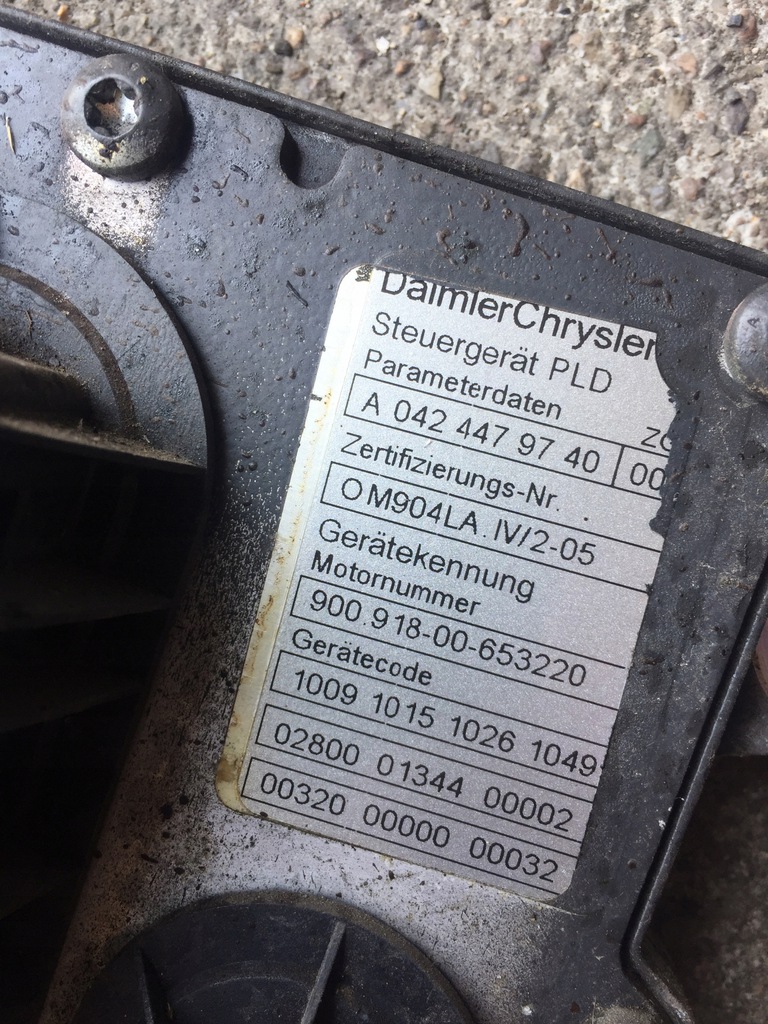 DaimlerChrysler
Steuergerät PLD
Parameterdaten
A 042 447 97 40 00
Zertifizierungs-Nr.
OM904LA.IV/2-05
Gerätekennung
Motornummer
900.918-00-653220
Gerätecode
1009 1015 1026 1049
02800 01344 00002
00320 00000 00032